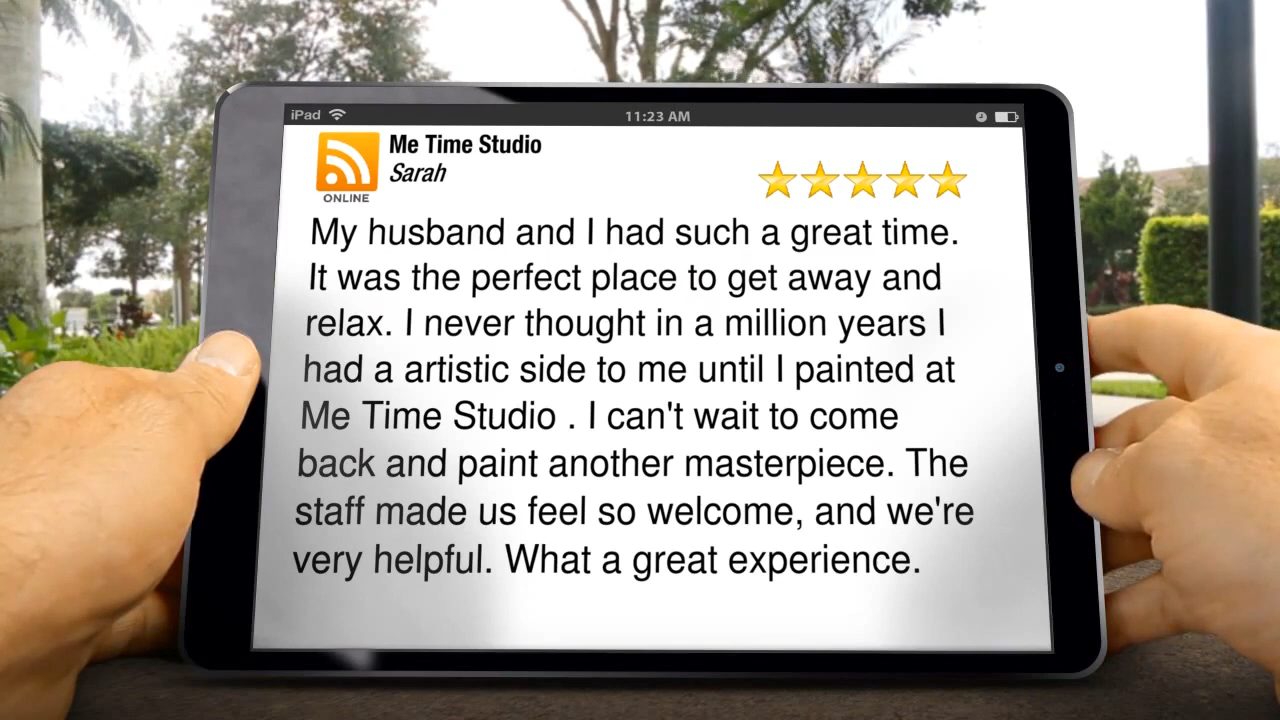 iPad 11:23 AM
Me Time Studio
Sarah
ONLINE
My husband and I had such a great time.
It was the perfect place to get away and
relax. I never thought in a million years I
had a artistic side to me until I painted at
Me Time Studio . I can't wait to come
back and paint another masterpiece. The
staff made us feel so welcome, and we're
very helpful. What a great experience.